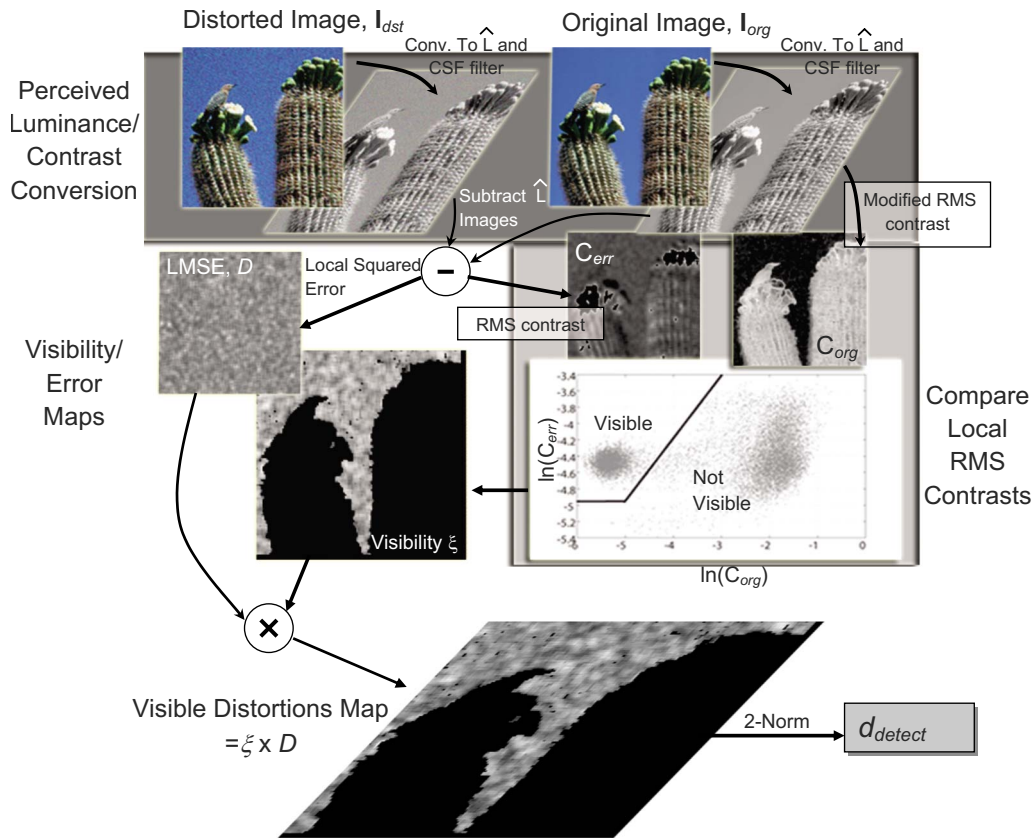 Distorted Image, I_dst
Original Image, I_org
Conv. To L̂ and
CSF filter
Conv. To L̂ and
CSF filter
Perceived
Luminance/
Contrast
Conversion
Subtract L̂
Images
Modified RMS
contrast
LMSE, D
Local Squared
Error
-
C_err
RMS contrast
C_org
Visibility/
Error
Maps
Compare
Local
RMS
Contrasts
-3.4
-3.6
-3.8
-4
-4.2
-4.4
-4.6
-4.8
-5
-5.2
-5.4
ln(C_err)
Visible
Not
Visible
-6
-5
-4
-3
-2
-1
0
ln(C_org)
Visibility ξ
×
Visible Distortions Map
=ξ x D
2-Norm
d_detect